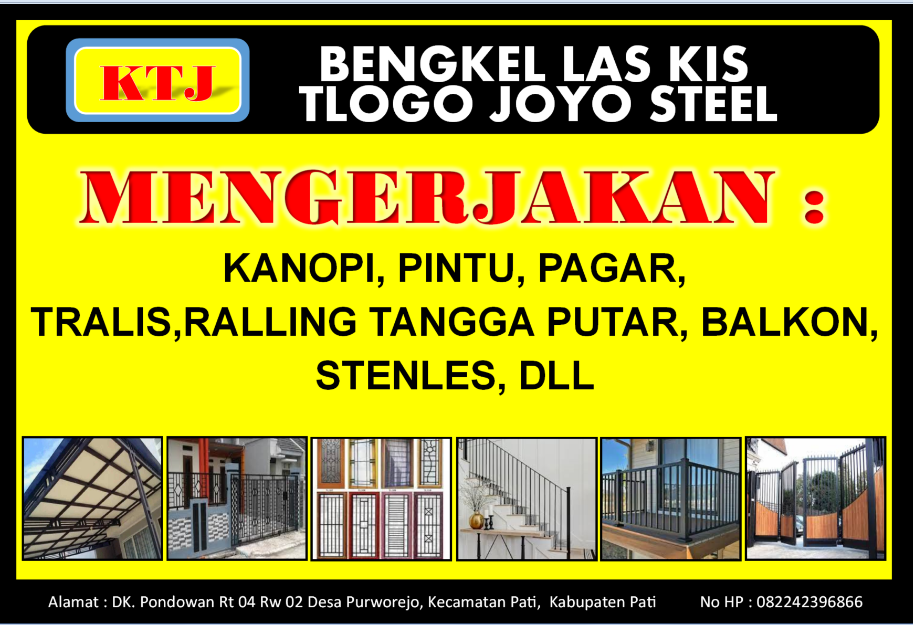 KTJ
BENGKEL LAS KIS
TLOGO JOYO STEEL
MENGERJAKAN :
KANOPI, PINTU, PAGAR,
TRALIS,RALLING TANGGA PUTAR, BALKON,
STENLES, DLL
Alamat : DK. Pondowan Rt 04 Rw 02 Desa Purworejo, Kecamatan Pati, Kabupaten Pati No HP : 082242396866